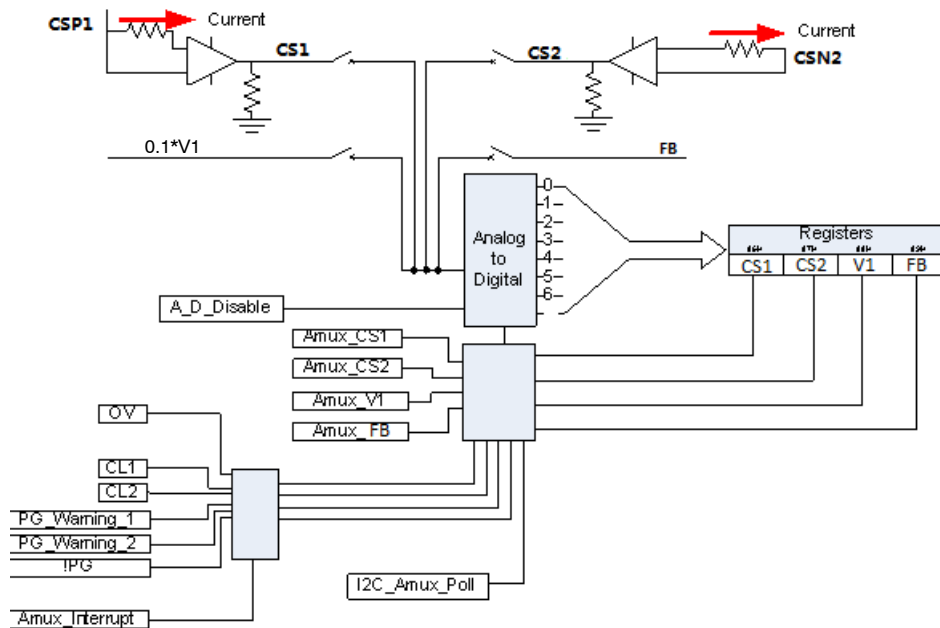 CSP1
Current
CS1
CS2
Current
CSN2
0.1*V1
FB
Analog
to
Digital
0
1
2
3
4
5
6
Registers
CS1 CS2 V1 FB
A_D_Disable
Amux_CS1
Amux_CS2
Amux_V1
Amux_FB
OV
CL1
CL2
PG_Warning_1
PG_Warning_2
!PG
I2C_Amux_Poll
Amux_Interrupt